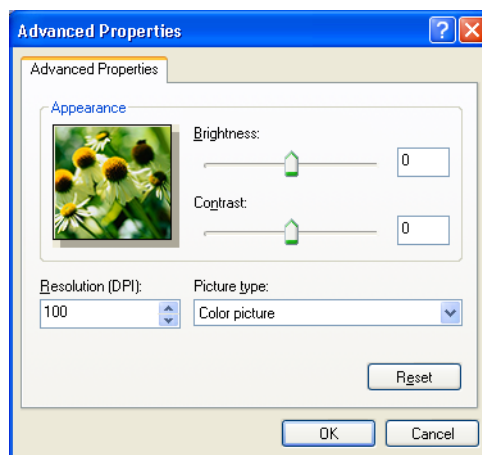 Advanced Properties
Advanced Properties
Appearance
Brightness:
0
Contrast:
0
Resolution (DPI):
Picture type:
100
Color picture
Reset
OK
Cancel